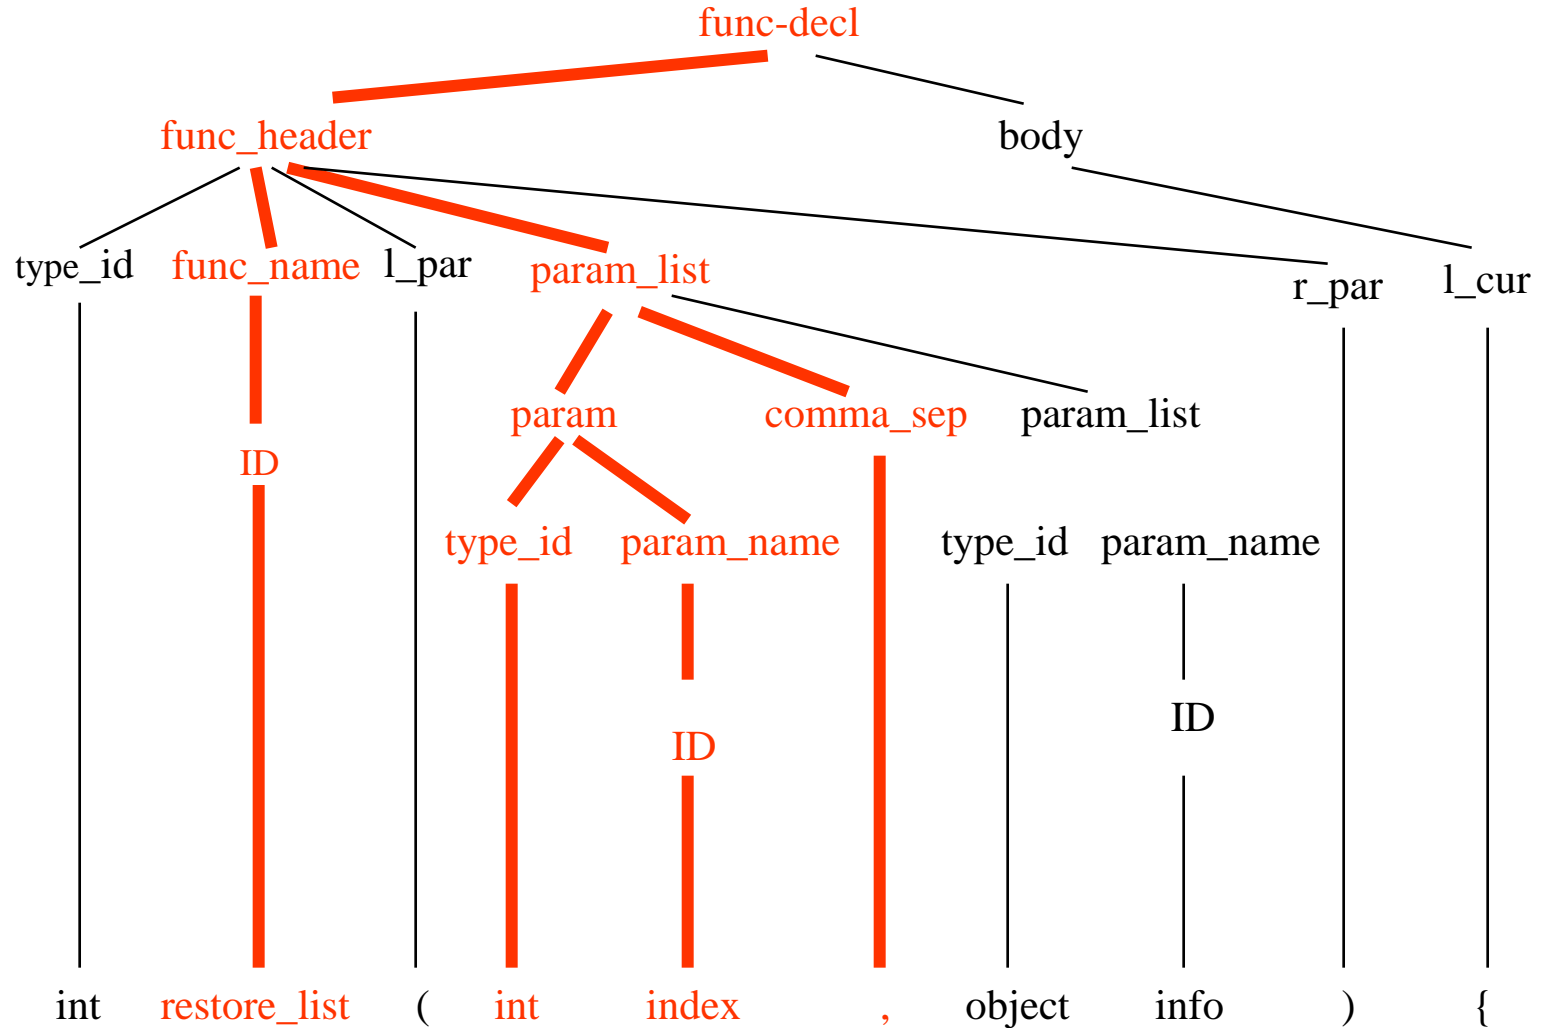 func-decl
func_header body
type_id func_name l_par param_list r_par l_cur
param comma_sep param_list
ID
type_id param_name type_id param_name
ID
ID
int restore_list ( int index , object info ) {